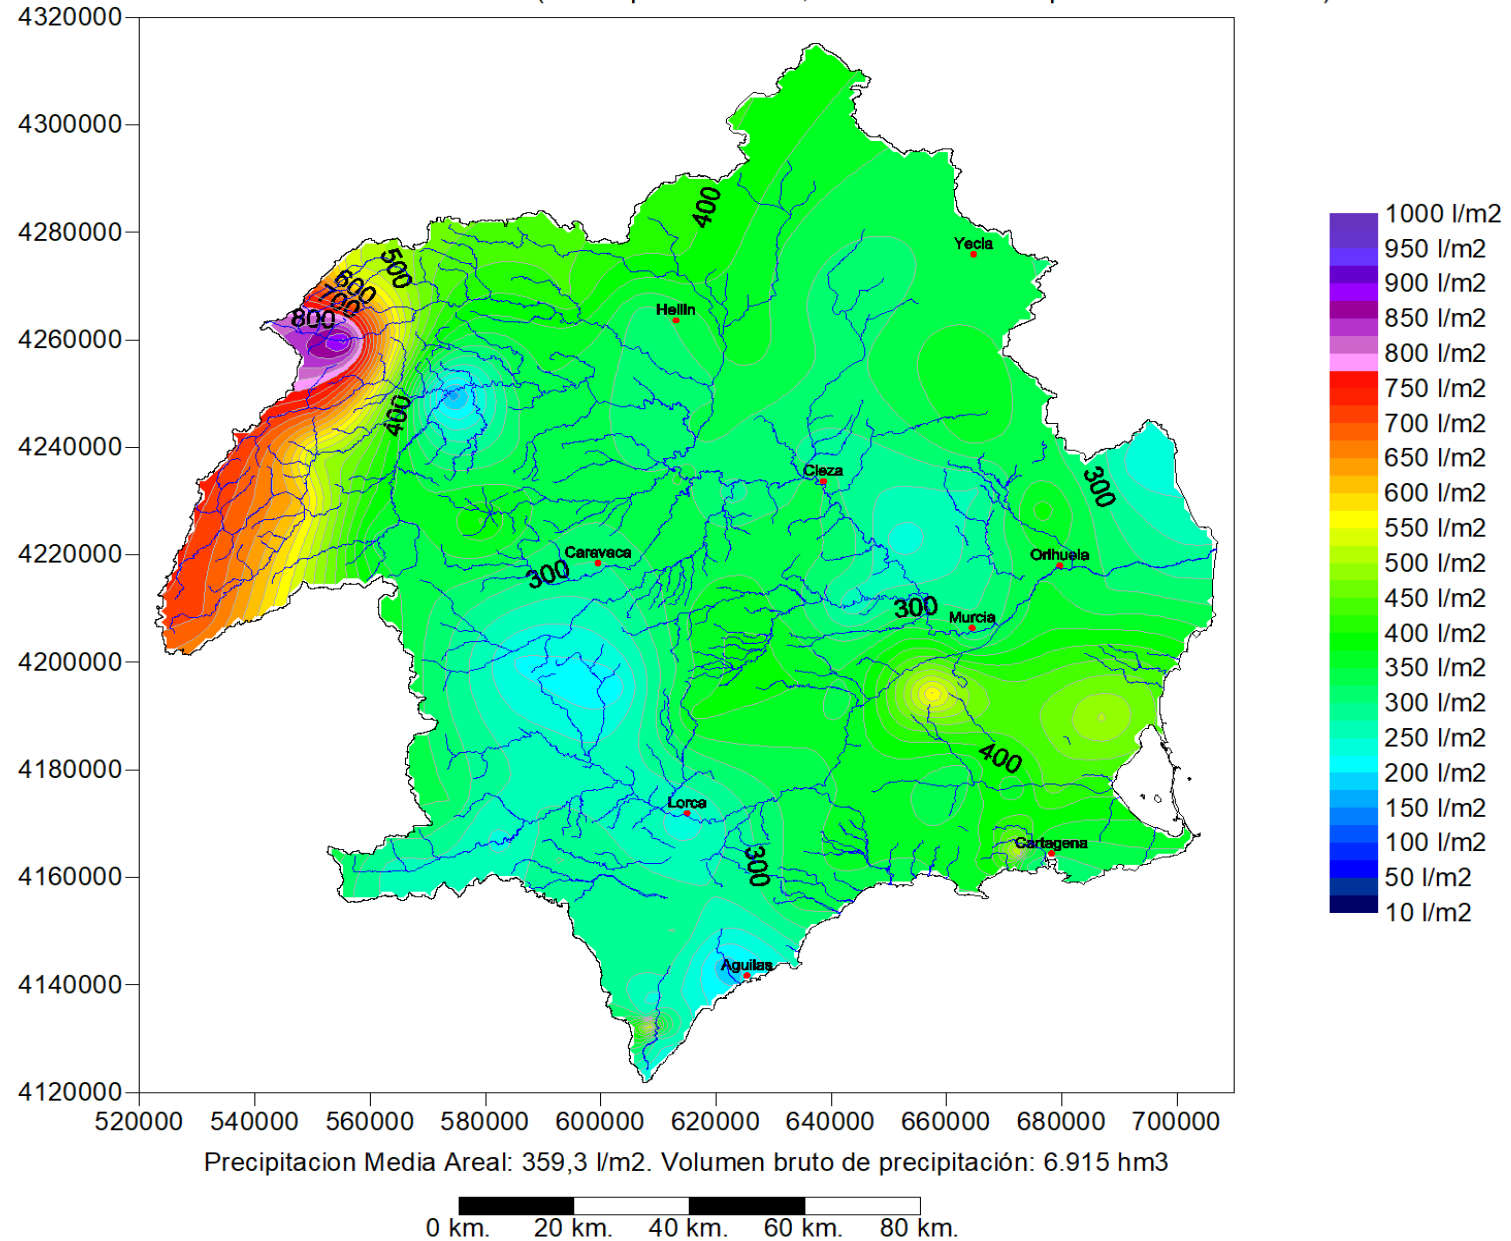 4320000
4300000
4280000
4260000
4240000
4220000
4200000
4180000
4160000
4140000
4120000
520000 540000 560000 580000 600000 620000 640000 660000 680000 700000
400
500
600
700
800
400
300
300
300
400
300
Yecla
Hellin
Cieza
Caravaca
Orihuela
Murcia
Lorca
Cartagena
Aguilas
1000 l/m2
950 l/m2
900 l/m2
850 l/m2
800 l/m2
750 l/m2
700 l/m2
650 l/m2
600 l/m2
550 l/m2
500 l/m2
450 l/m2
400 l/m2
350 l/m2
300 l/m2
250 l/m2
200 l/m2
150 l/m2
100 l/m2
50 l/m2
10 l/m2
Precipitacion Media Areal: 359,3 l/m2. Volumen bruto de precipitación: 6.915 hm3
0 km. 20 km. 40 km. 60 km. 80 km.